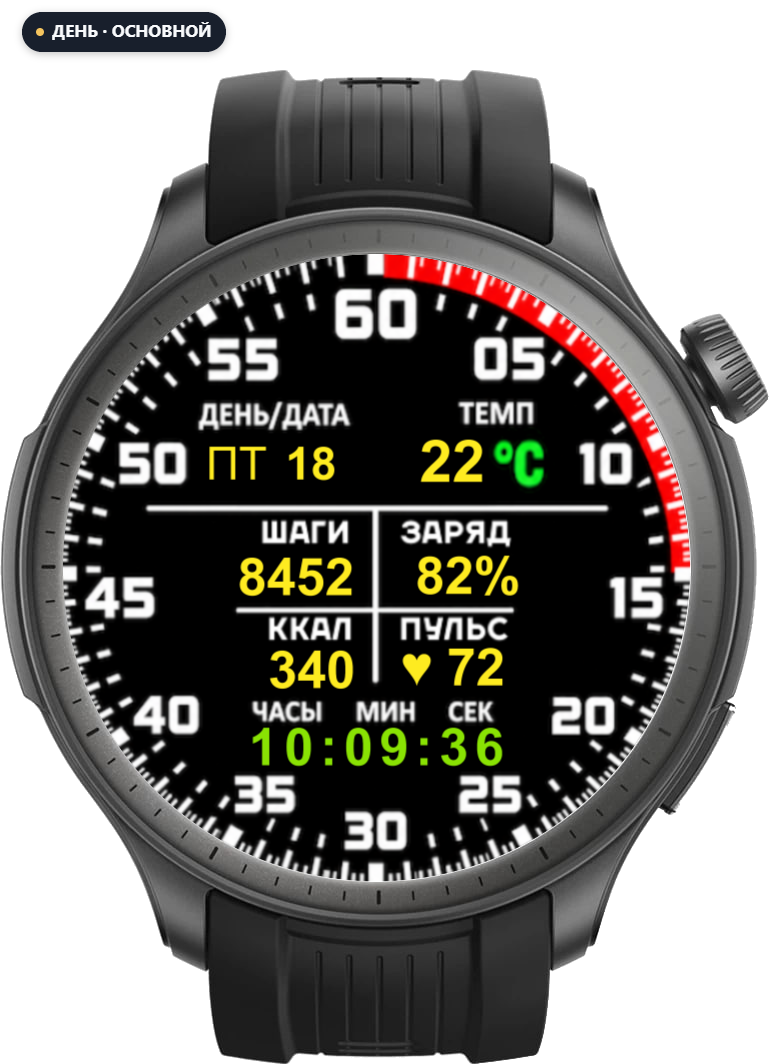 ДЕНЬ · ОСНОВНОЙ
60
55 05
ДЕНЬ/ДАТА ТЕМП
50 ПТ 18 22 °C 10
ШАГИ ЗАРЯД
8452 82%
45 15
ККАЛ ПУЛЬС
340 ♥ 72
40 ЧАСЫ МИН СЕК 20
10:09:36
35 25
30